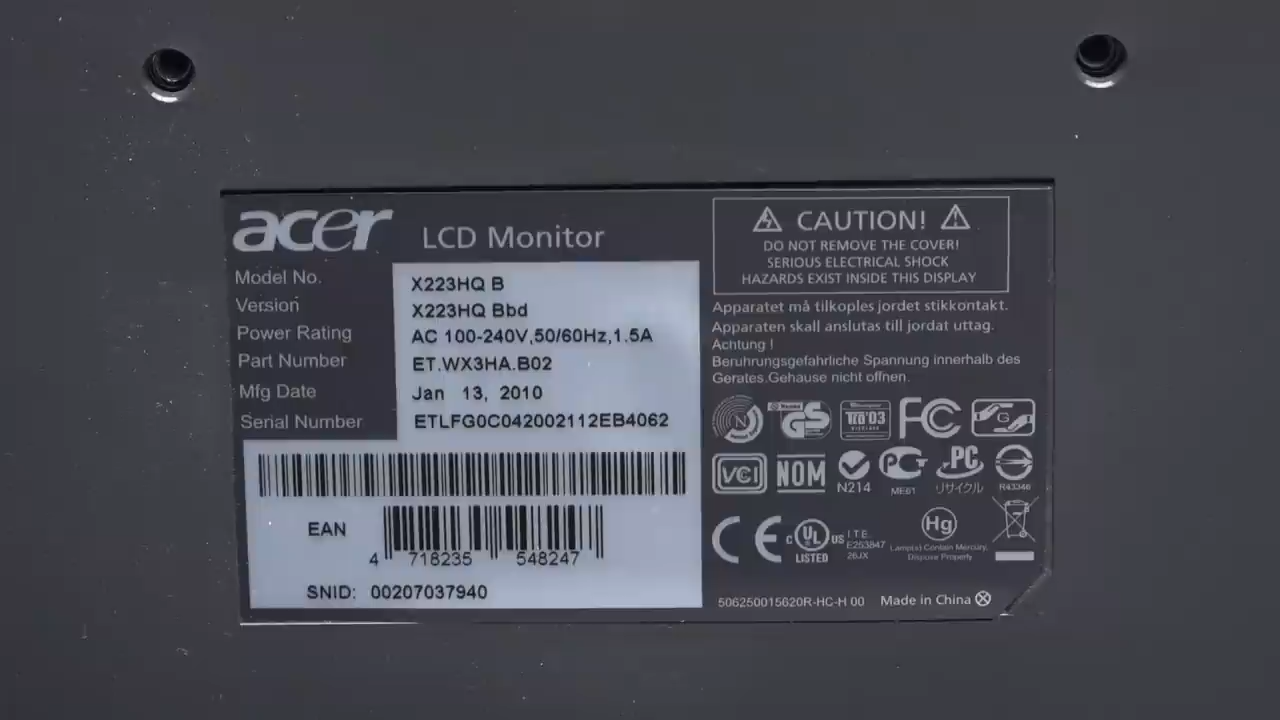 acer LCD Monitor
Model No. X223HQ B
Version X223HQ Bbd
Power Rating AC 100-240V,50/60Hz,1.5A
Part Number ET.WX3HA.B02
Mfg Date Jan 13, 2010
Serial Number ETLFG0C042002112EB4062
EAN
4 718235 548247
SNID: 00207037940
CAUTION!
DO NOT REMOVE THE COVER!
SERIOUS ELECTRICAL SHOCK
HAZARDS EXIST INSIDE THIS DISPLAY
Apparatet må tilkoples jordet stikkontakt.
Apparaten skall anslutas till jordat uttag.
Achtung !
Beruhrungsgefahrliche Spannung innerhalb des
Gerates.Gehause nicht offnen.
N GS TCO'03 FC G
VCI NOM N214 PCT ME61 PC リサイクル R43346
CE c UL US LISTED I.T.E. E253847 26JX
Hg
Lamp(s) Contain Mercury,
Dispose Properly
506250015620R-HC-H 00 Made in China